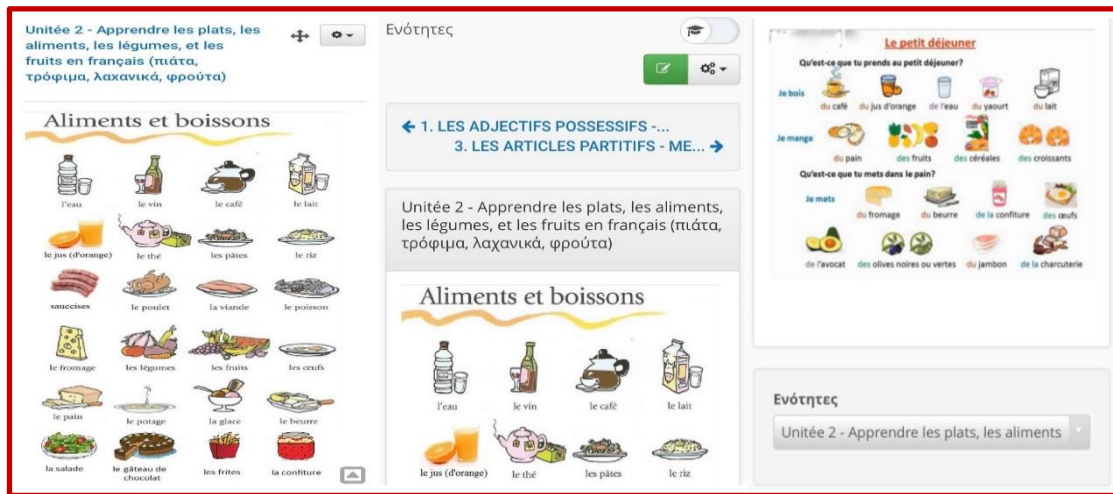 Unitée 2 - Apprendre les plats, les
aliments, les légumes, et les
fruits en français (πιάτα,
τρόφιμα, λαχανικά, φρούτα)
Aliments et boissons
l'eau le vin le café le lait
le jus (d'orange) le thé les pâtes le riz
sauccises le poulet la viande le poisson
le fromage les légumes les fruits les œufs
le pain le potage la glace le beurre
la salade le gâteau de les frites la confiture
chocolat
Ενότητες
← 1. LES ADJECTIFS POSSESSIFS -...
3. LES ARTICLES PARTITIFS - ME... →
Unitée 2 - Apprendre les plats, les aliments,
les légumes, et les fruits en français (πιάτα,
τρόφιμα, λαχανικά, φρούτα)
Aliments et boissons
l'eau le vin le café le lait
le jus (d'orange) le thé les pâtes le riz
Le petit déjeuner
Qu'est-ce que tu prends au petit déjeuner?
Je bois
du café du jus d'orange de l'eau du yaourt du lait
Je mange
du pain des fruits des céréales des croissants
Qu'est-ce que tu mets dans le pain?
Je mets
du fromage du beurre de la confiture des œufs
de l'avocat des olives noires ou vertes du jambon de la charcuterie
Ενότητες
Unitée 2 - Apprendre les plats, les aliments